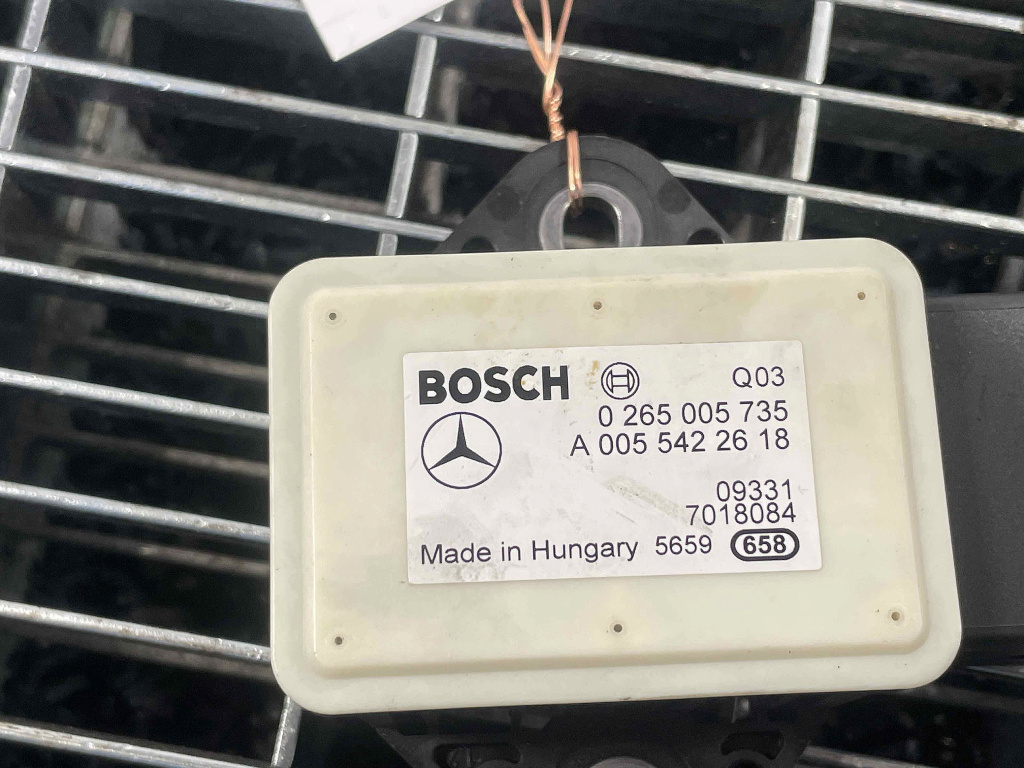 BOSCH Q03
0 265 005 735
A 005 542 26 18
09331
7018084
Made in Hungary 5659 658